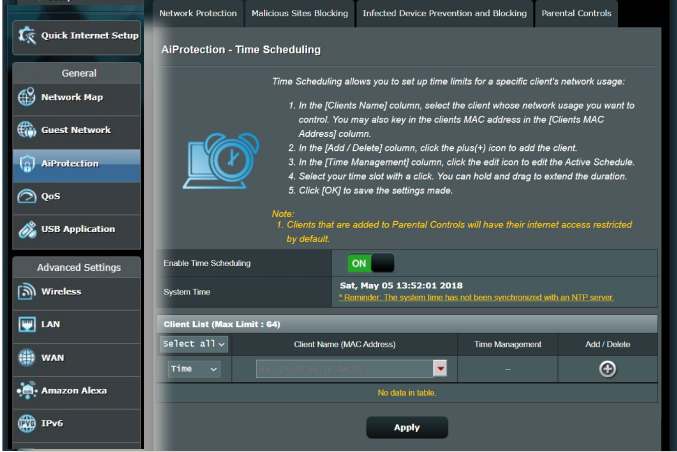 Network Protection Malicious Sites Blocking Infected Device Prevention and Blocking Parental Controls
Quick Internet Setup
AiProtection - Time Scheduling
General
Network Map
Guest Network
AiProtection
QoS
USB Application
Advanced Settings
Wireless
LAN
WAN
Amazon Alexa
IPv6
Time Scheduling allows you to set up time limits for a specific client's network usage:
1. In the [Clients Name] column, select the client whose network usage you want to
control. You may also key in the clients MAC address in the [Clients MAC
Address] column.
2. In the [Add / Delete] column, click the plus(+) icon to add the client.
3. In the [Time Management] column, click the edit icon to edit the Active Schedule.
4. Select your time slot with a click. You can hold and drag to extend the duration.
5. Click [OK] to save the settings made.
Note:
1. Clients that are added to Parental Controls will have their internet access restricted
by default.
Enable Time Scheduling ON
System Time Sat, May 05 13:52:01 2018
* Reminder: The system time has not been synchronized with an NTP server.
Client List (Max Limit : 64)
Select all Client Name (MAC Address) Time Management Add / Delete
Time –
No data in table.
Apply